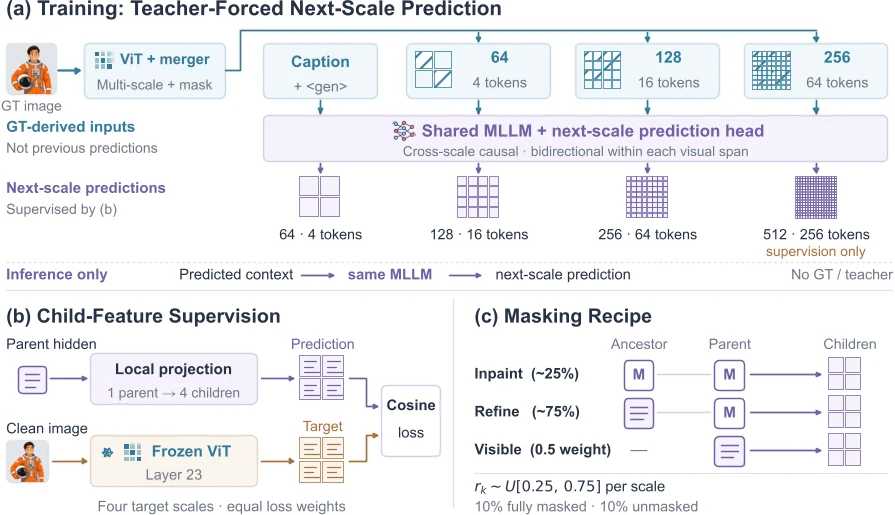 (a) Training: Teacher-Forced Next-Scale Prediction
GT image
ViT + merger
Multi-scale + mask
Caption
+ <gen>
64
4 tokens
128
16 tokens
256
64 tokens
GT-derived inputs
Not previous predictions
Shared MLLM + next-scale prediction head
Cross-scale causal · bidirectional within each visual span
Next-scale predictions
Supervised by (b)
64 · 4 tokens
128 · 16 tokens
256 · 64 tokens
512 · 256 tokens
supervision only
Inference only
Predicted context
same MLLM
next-scale prediction
No GT / teacher
(b) Child-Feature Supervision
Parent hidden
Local projection
1 parent → 4 children
Prediction
Clean image
Frozen ViT
Layer 23
Target
Cosine
loss
Four target scales · equal loss weights
(c) Masking Recipe
Ancestor
Parent
Children
Inpaint (~25%)
M
M
Refine (~75%)
M
Visible (0.5 weight)
—
rₖ ~ U[0.25, 0.75] per scale
10% fully masked · 10% unmasked